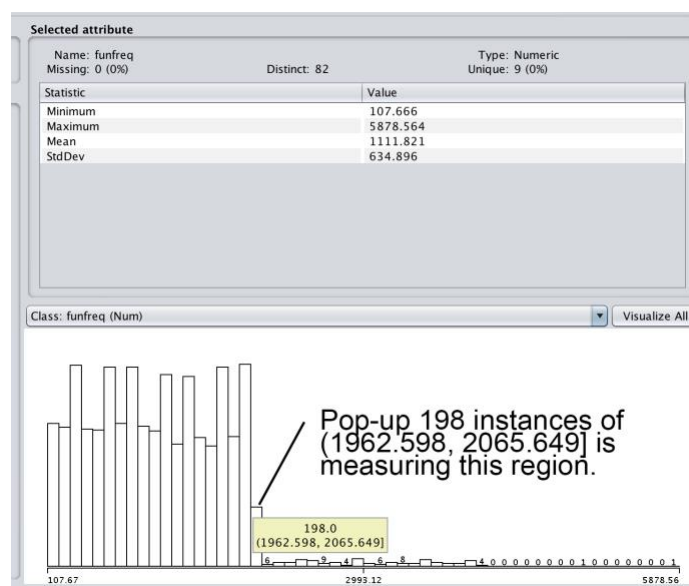 Selected attribute
Name: funfreq Type: Numeric
Missing: 0 (0%) Distinct: 82 Unique: 9 (0%)
Statistic Value
Minimum 107.666
Maximum 5878.564
Mean 1111.821
StdDev 634.896
Class: funfreq (Num) Visualize All
Pop-up 198 instances of
(1962.598, 2065.649] is
measuring this region.
198.0
(1962.598, 2065.649]
6 9 4 6 8 4 0 0 0 0 0 0 0 0 1 0 0 0 0 0 0 0 1
107.67 2993.12 5878.56